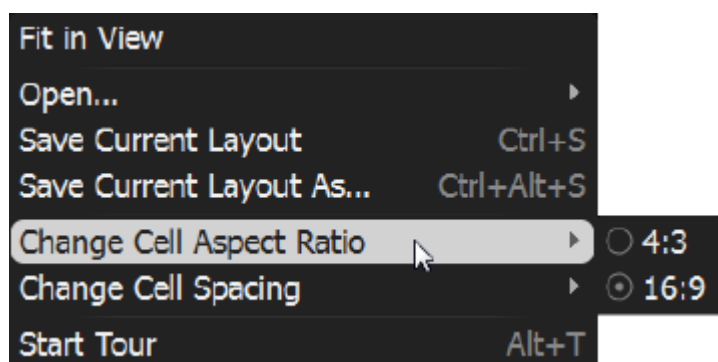 Fit in View
Open...
Save Current Layout Ctrl+S
Save Current Layout As... Ctrl+Alt+S
Change Cell Aspect Ratio 4:3
Change Cell Spacing 16:9
Start Tour Alt+T